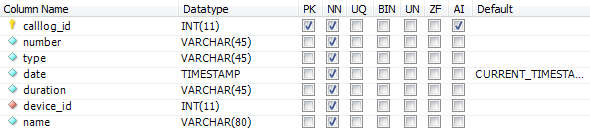 Column Name Datatype PK NN UQ BIN UN ZF AI Default
calllog_id INT(11)
number VARCHAR(45)
type VARCHAR(45)
date TIMESTAMP CURRENT_TIMESTA...
duration VARCHAR(45)
device_id INT(11)
name VARCHAR(80)